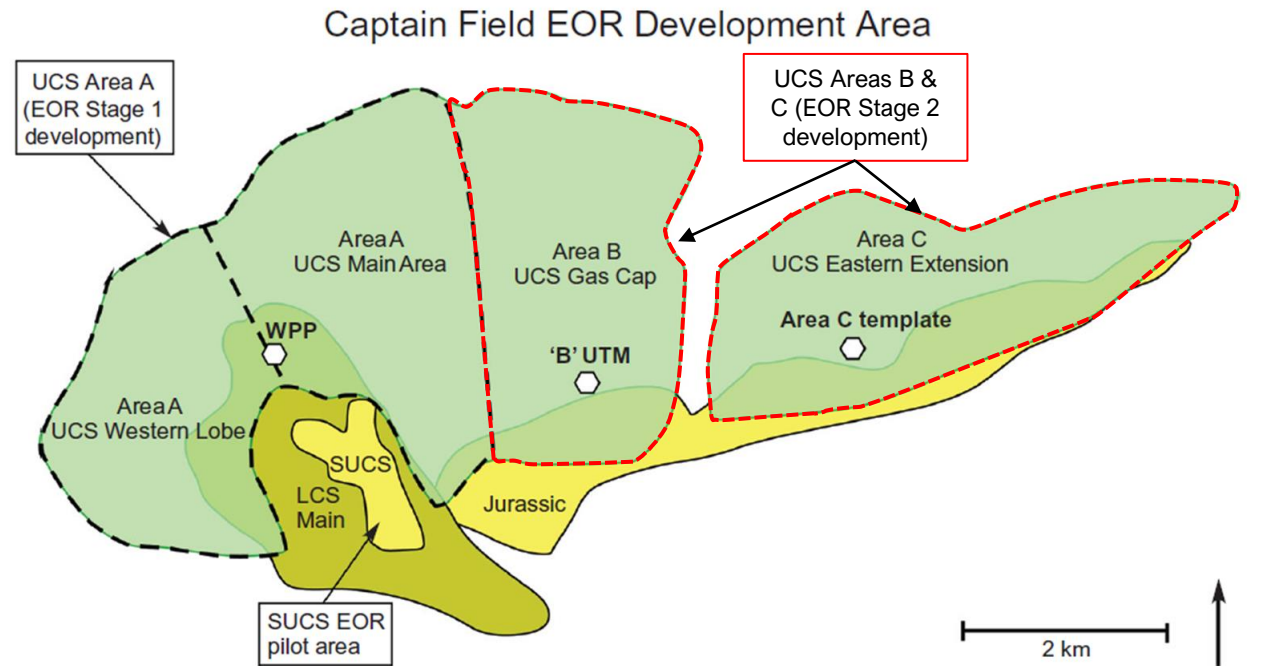 Captain Field EOR Development Area
UCS Area A
(EOR Stage 1
development)
UCS Areas B &
C (EOR Stage 2
development)
Area A
UCS Main Area
Area B
UCS Gas Cap
Area C
UCS Eastern Extension
WPP
‘B’ UTM
Area C template
Area A
UCS Western Lobe
SUCS
LCS
Main
Jurassic
SUCS EOR
pilot area
2 km